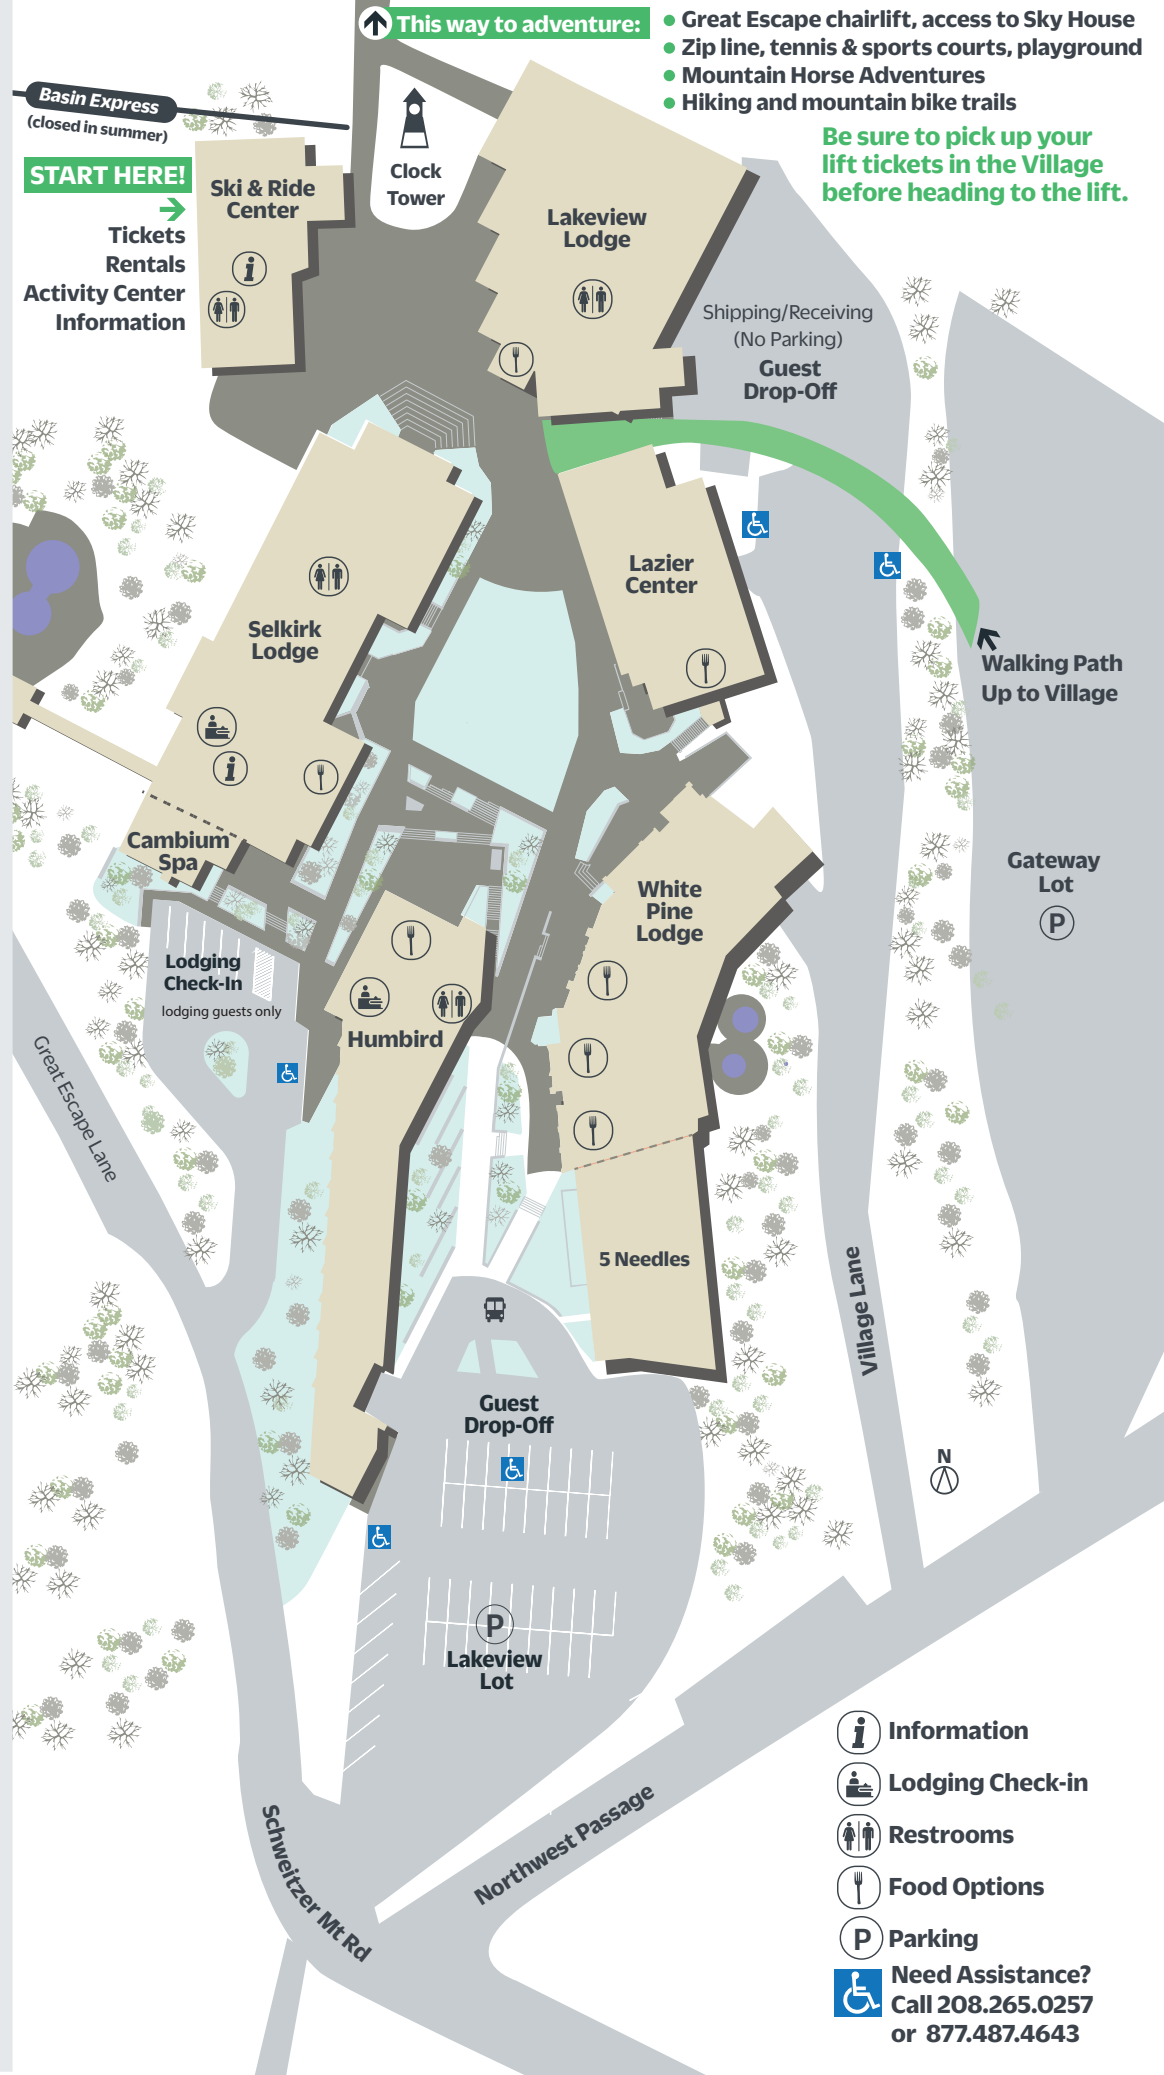 This way to adventure:
• Great Escape chairlift, access to Sky House
• Zip line, tennis & sports courts, playground
• Mountain Horse Adventures
• Hiking and mountain bike trails
Be sure to pick up your
lift tickets in the Village
before heading to the lift.
Basin Express
(closed in summer)
START HERE!
Tickets
Rentals
Activity Center
Information
Ski & Ride
Center
Clock
Tower
Lakeview
Lodge
Shipping/Receiving
(No Parking)
Guest
Drop-Off
Lazier
Center
Selkirk
Lodge
Walking Path
Up to Village
Cambium
Spa
White
Pine
Lodge
Gateway
Lot
P
Lodging
Check-In
lodging guests only
Humbird
Great Escape Lane
5 Needles
Village Lane
Guest
Drop-Off
N
P
Lakeview
Lot
Schweitzer Mt Rd
Northwest Passage
Information
Lodging Check-in
Restrooms
Food Options
P Parking
Need Assistance?
Call 208.265.0257
or 877.487.4643